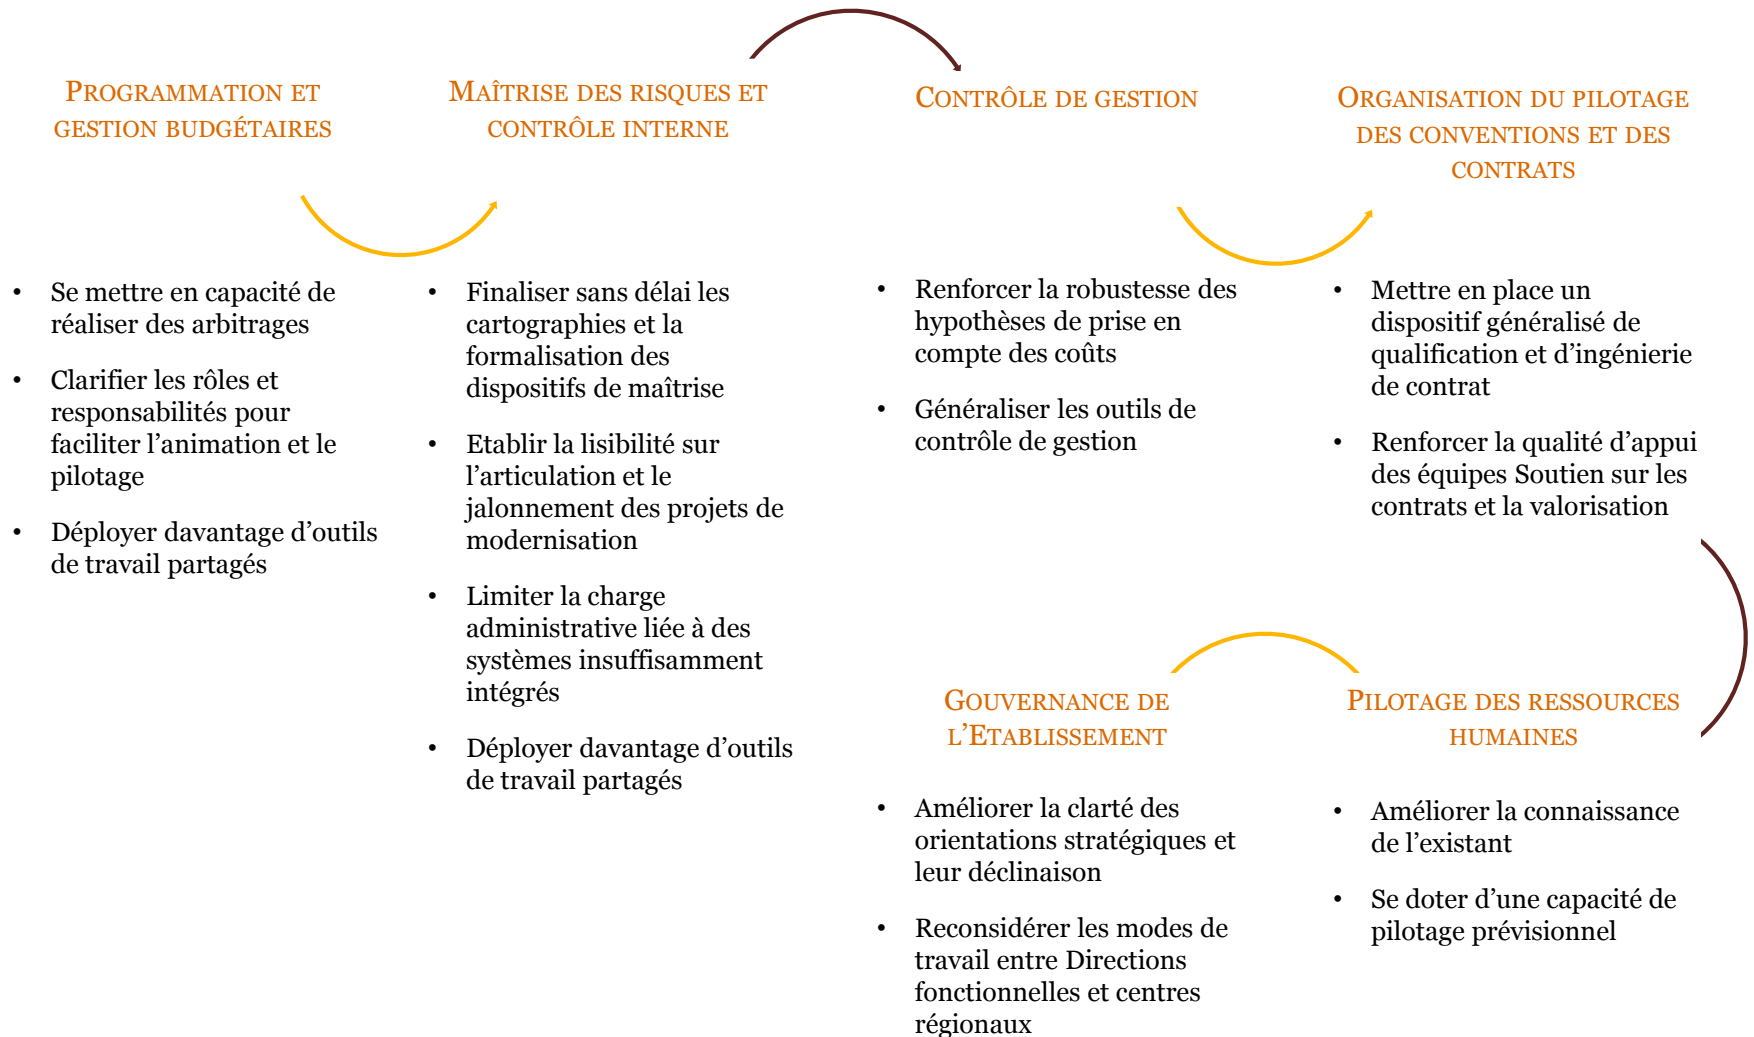 PROGRAMMATION ET
GESTION BUDGÉTAIRES
• Se mettre en capacité de
réaliser des arbitrages
• Clarifier les rôles et
responsabilités pour
faciliter l’animation et le
pilotage
• Déployer davantage d’outils
de travail partagés
MAÎTRISE DES RISQUES ET
CONTRÔLE INTERNE
• Finaliser sans délai les
cartographies et la
formalisation des
dispositifs de maîtrise
• Etablir la lisibilité sur
l’articulation et le
jalonnement des projets de
modernisation
• Limiter la charge
administrative liée à des
systèmes insuffisamment
intégrés
• Déployer davantage d’outils
de travail partagés
CONTRÔLE DE GESTION
• Renforcer la robustesse des
hypothèses de prise en
compte des coûts
• Généraliser les outils de
contrôle de gestion
ORGANISATION DU PILOTAGE
DES CONVENTIONS ET DES
CONTRATS
• Mettre en place un
dispositif généralisé de
qualification et d’ingénierie
de contrat
• Renforcer la qualité d’appui
des équipes Soutien sur les
contrats et la valorisation
PILOTAGE DES RESSOURCES
HUMAINES
• Améliorer la connaissance
de l’existant
• Se doter d’une capacité de
pilotage prévisionnel
GOUVERNANCE DE
L’ETABLISSEMENT
• Améliorer la clarté des
orientations stratégiques et
leur déclinaison
• Reconsidérer les modes de
travail entre Directions
fonctionnelles et centres
régionaux